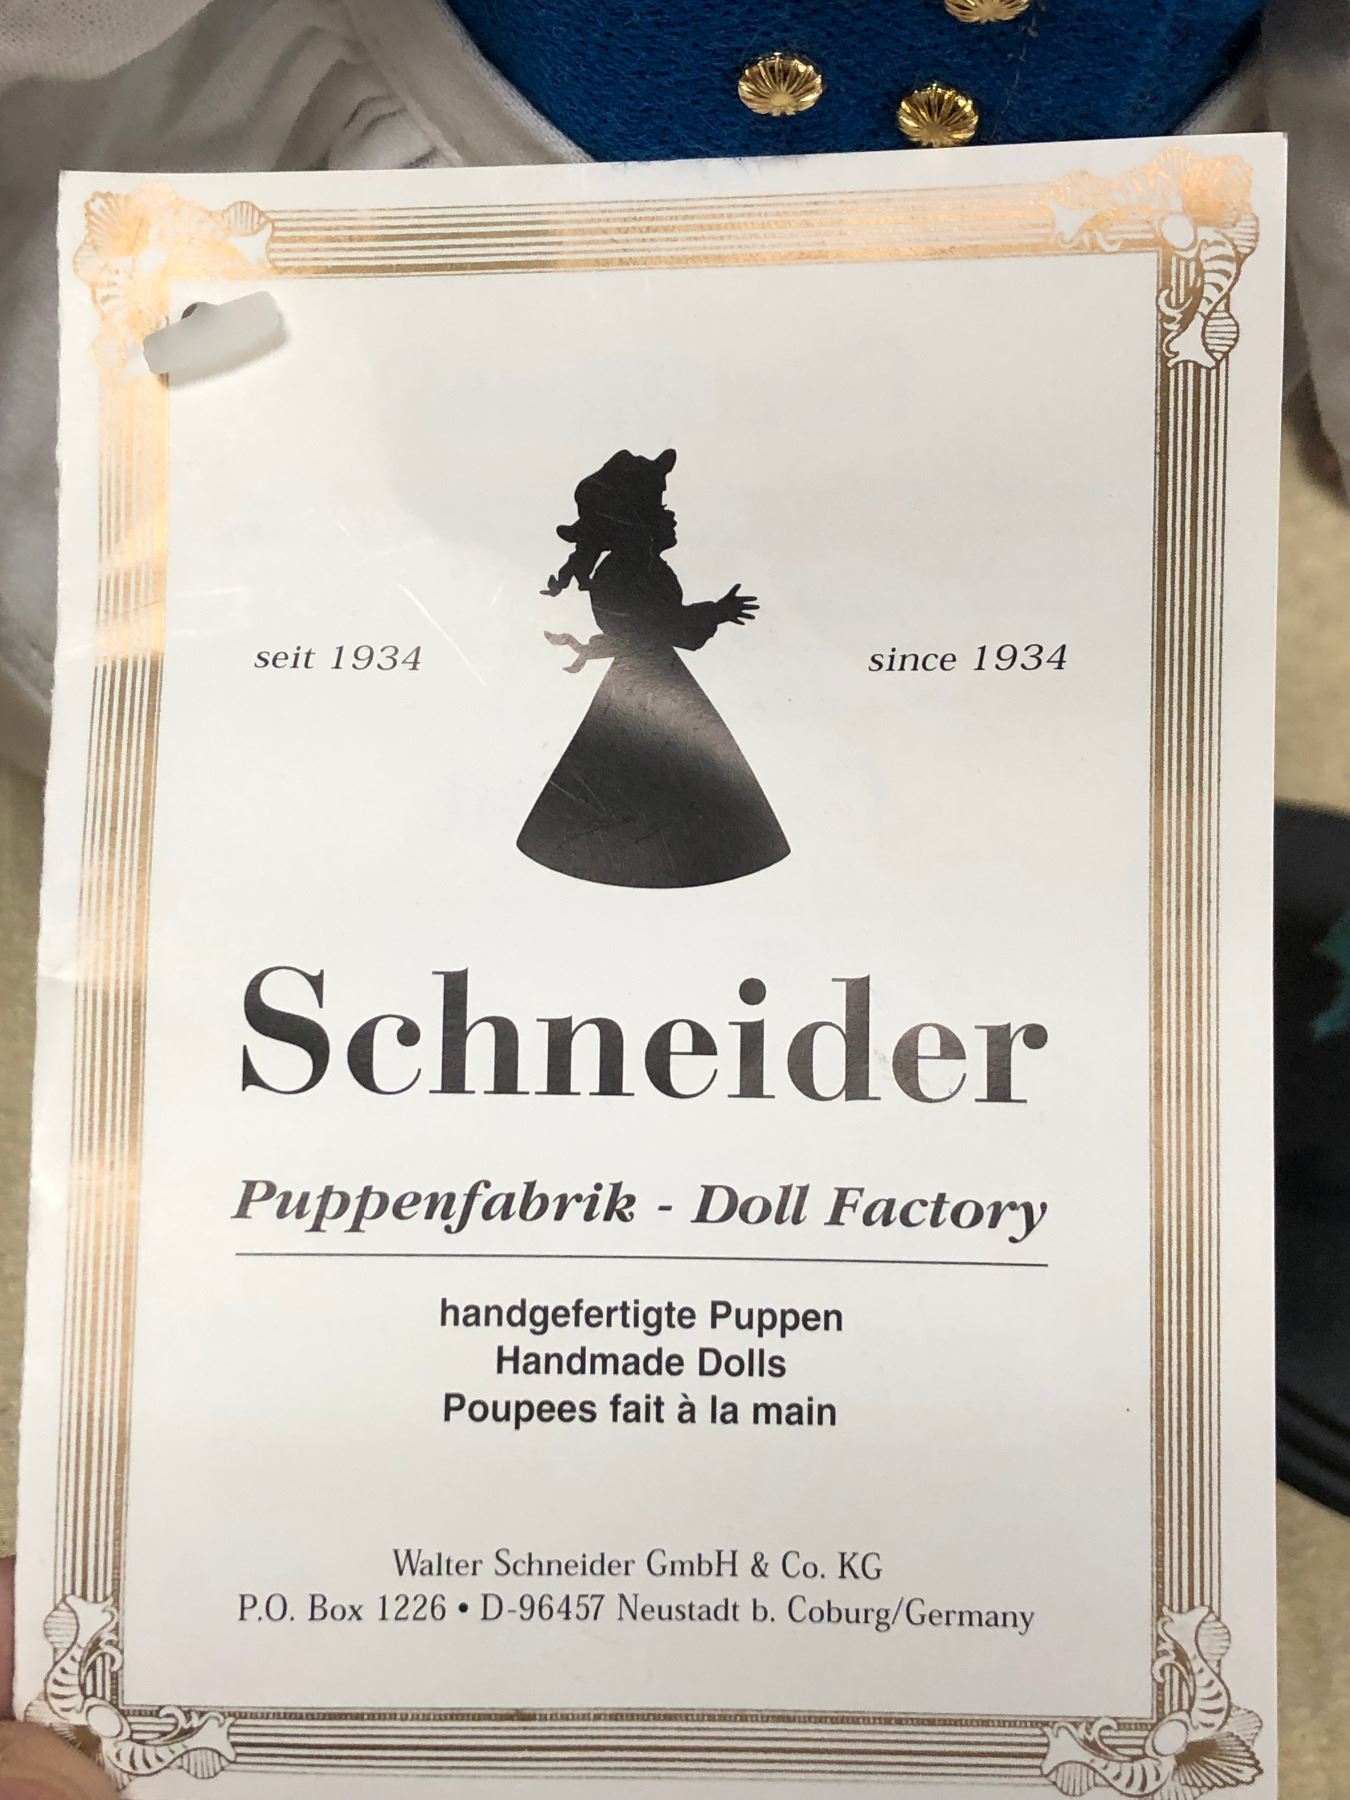 seit 1934
since 1934
Schneider
Puppenfabrik - Doll Factory
handgefertigte Puppen
Handmade Dolls
Poupees fait à la main
Walter Schneider GmbH & Co. KG
P.O. Box 1226 • D-96457 Neustadt b. Coburg/Germany